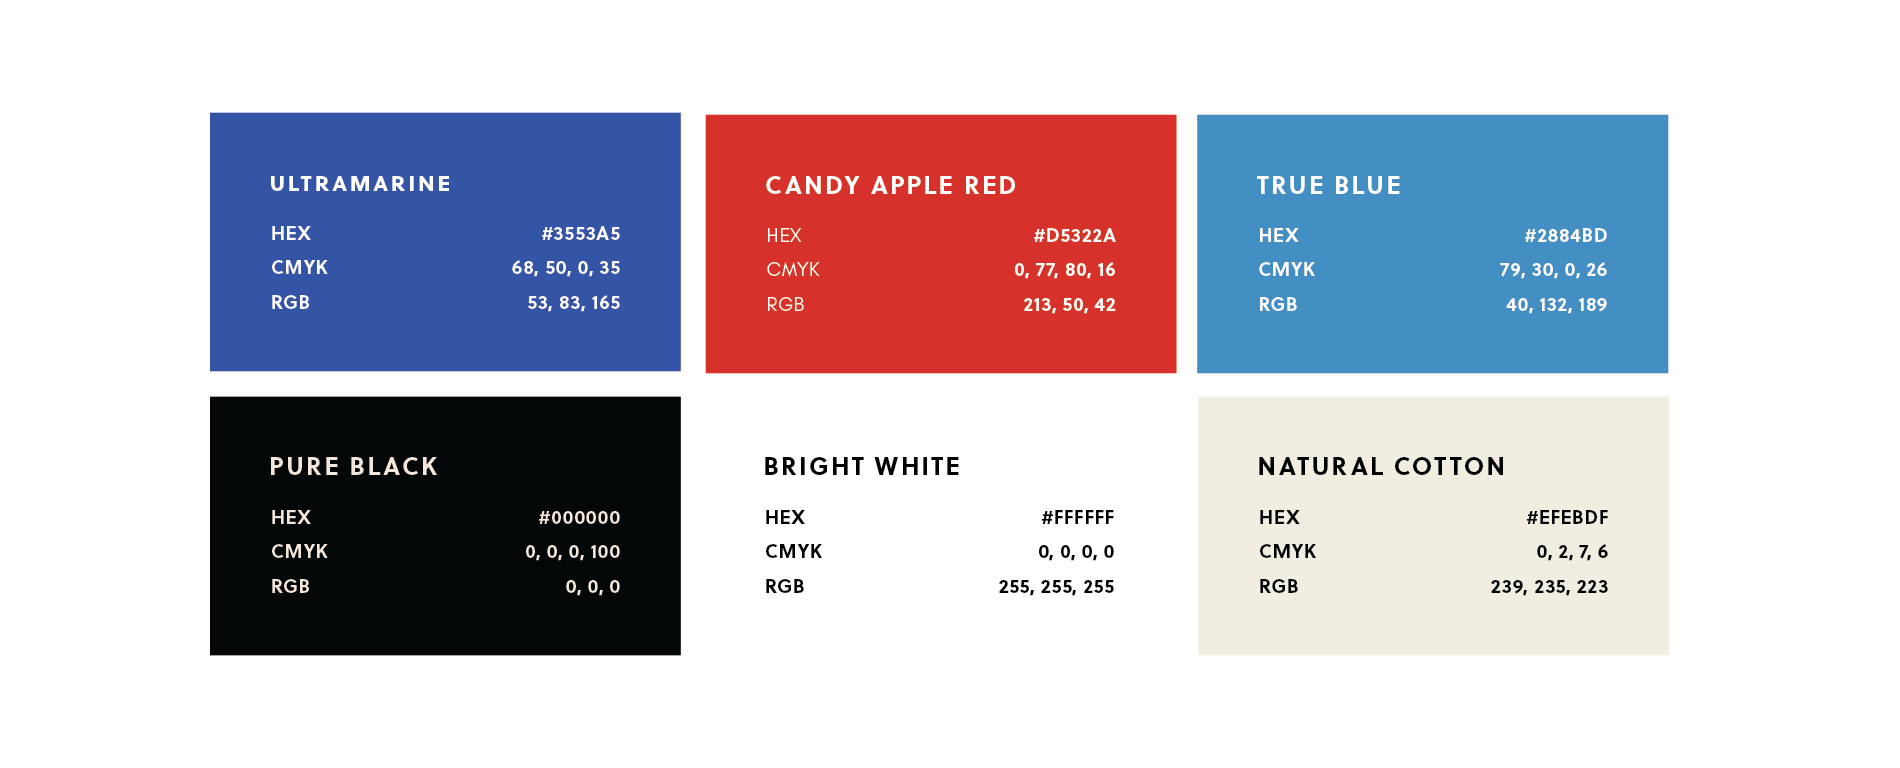 ULTRAMARINE
HEX #3553A5
CMYK 68, 50, 0, 35
RGB 53, 83, 165
CANDY APPLE RED
HEX #D5322A
CMYK 0, 77, 80, 16
RGB 213, 50, 42
TRUE BLUE
HEX #2884BD
CMYK 79, 30, 0, 26
RGB 40, 132, 189
PURE BLACK
HEX #000000
CMYK 0, 0, 0, 100
RGB 0, 0, 0
BRIGHT WHITE
HEX #FFFFFF
CMYK 0, 0, 0, 0
RGB 255, 255, 255
NATURAL COTTON
HEX #EFEBDF
CMYK 0, 2, 7, 6
RGB 239, 235, 223